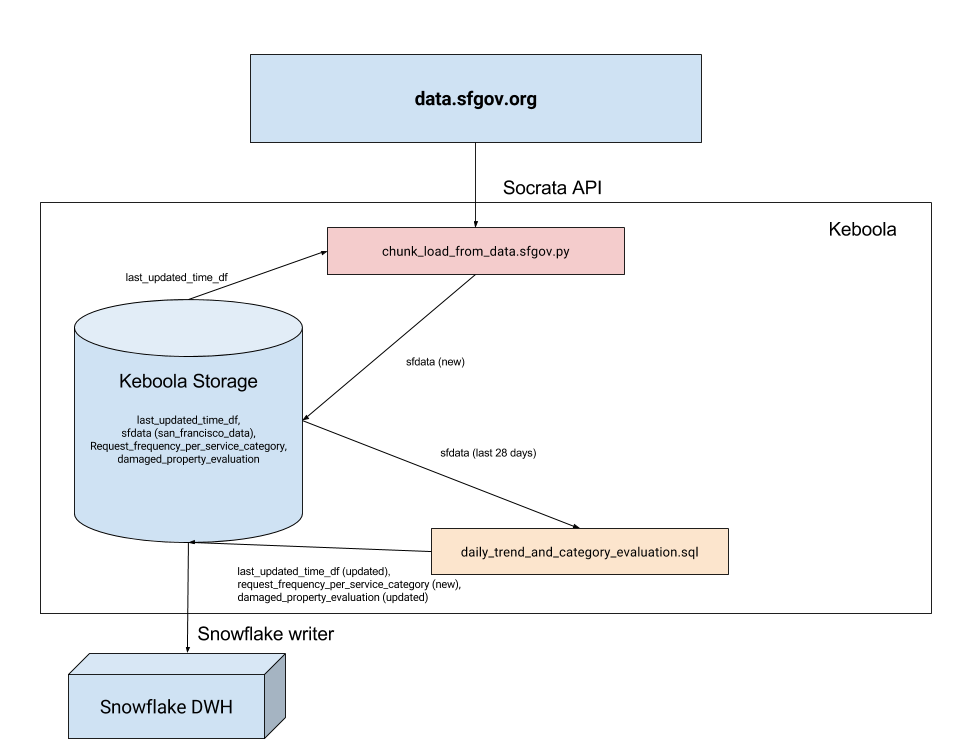 data.sfgov.org
Socrata API
Keboola
chunk_load_from_data.sfgov.py
last_updated_time_df
sfdata (new)
Keboola Storage
last_updated_time_df,
sfdata (san_francisco_data),
Request_frequency_per_service_category,
damaged_property_evaluation
sfdata (last 28 days)
daily_trend_and_category_evaluation.sql
last_updated_time_df (updated),
request_frequency_per_service_category (new),
damaged_property_evaluation (updated)
Snowflake writer
Snowflake DWH